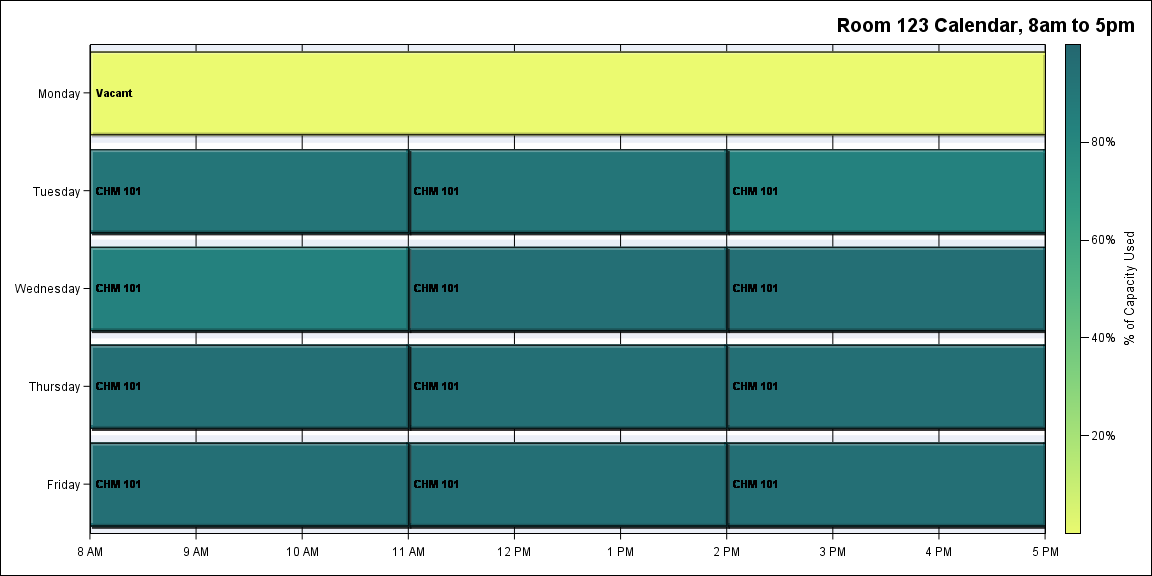 Room 123 Calendar, 8am to 5pm
Monday
Vacant
Tuesday
CHM 101
CHM 101
CHM 101
Wednesday
CHM 101
CHM 101
CHM 101
Thursday
CHM 101
CHM 101
CHM 101
Friday
CHM 101
CHM 101
CHM 101
8 AM 9 AM 10 AM 11 AM 12 PM 1 PM 2 PM 3 PM 4 PM 5 PM
80%
60%
40%
20%
% of Capacity Used